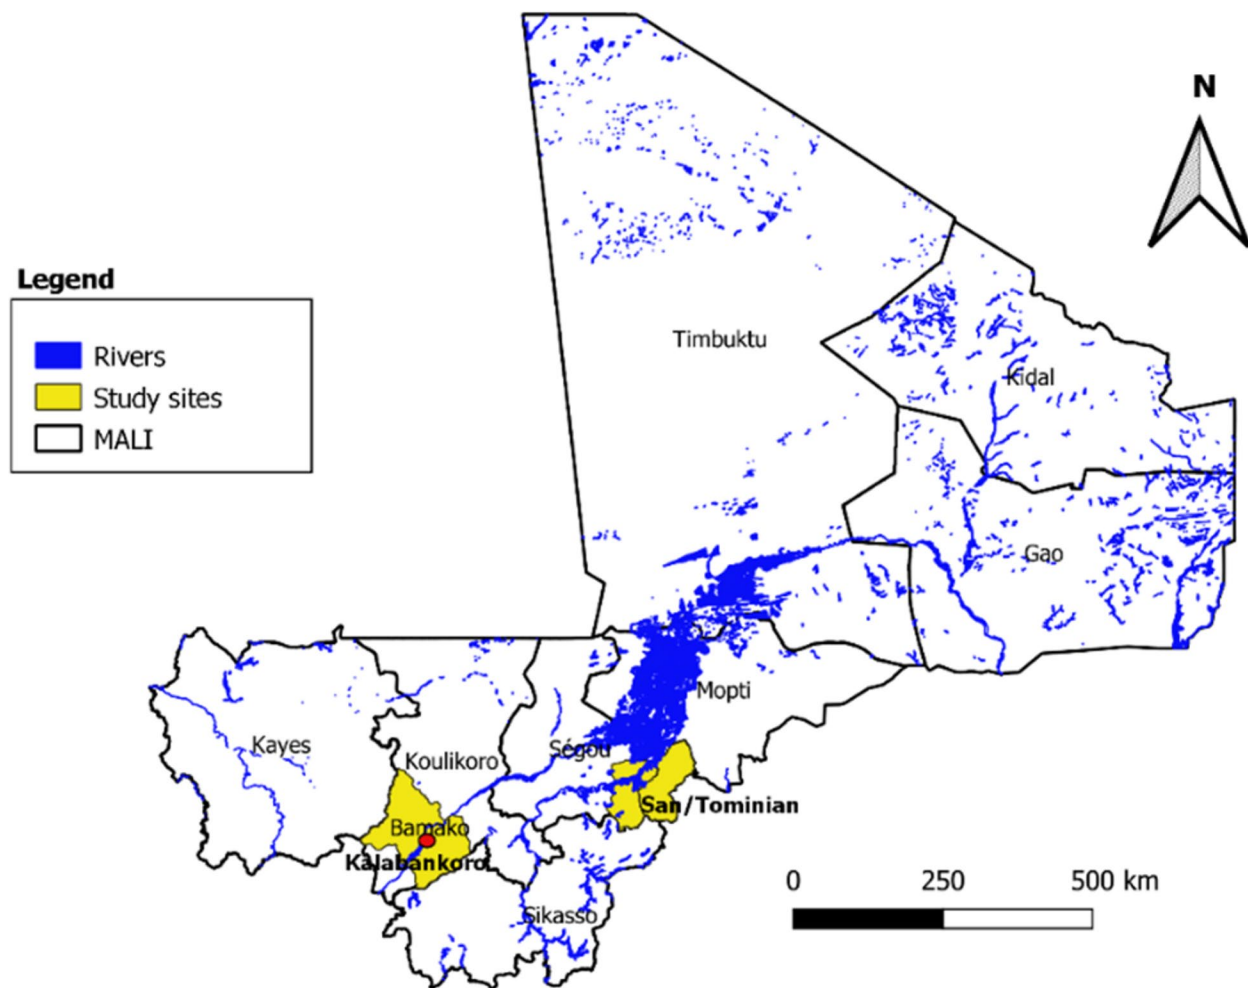 N
Legend
Rivers
Study sites
MALI
Timbuktu
Kidal
Gao
Mopti
Kayes
Ségou
Koulikoro
San/Tominian
Bamako
Kalabankoro
Sikasso
0 250 500 km